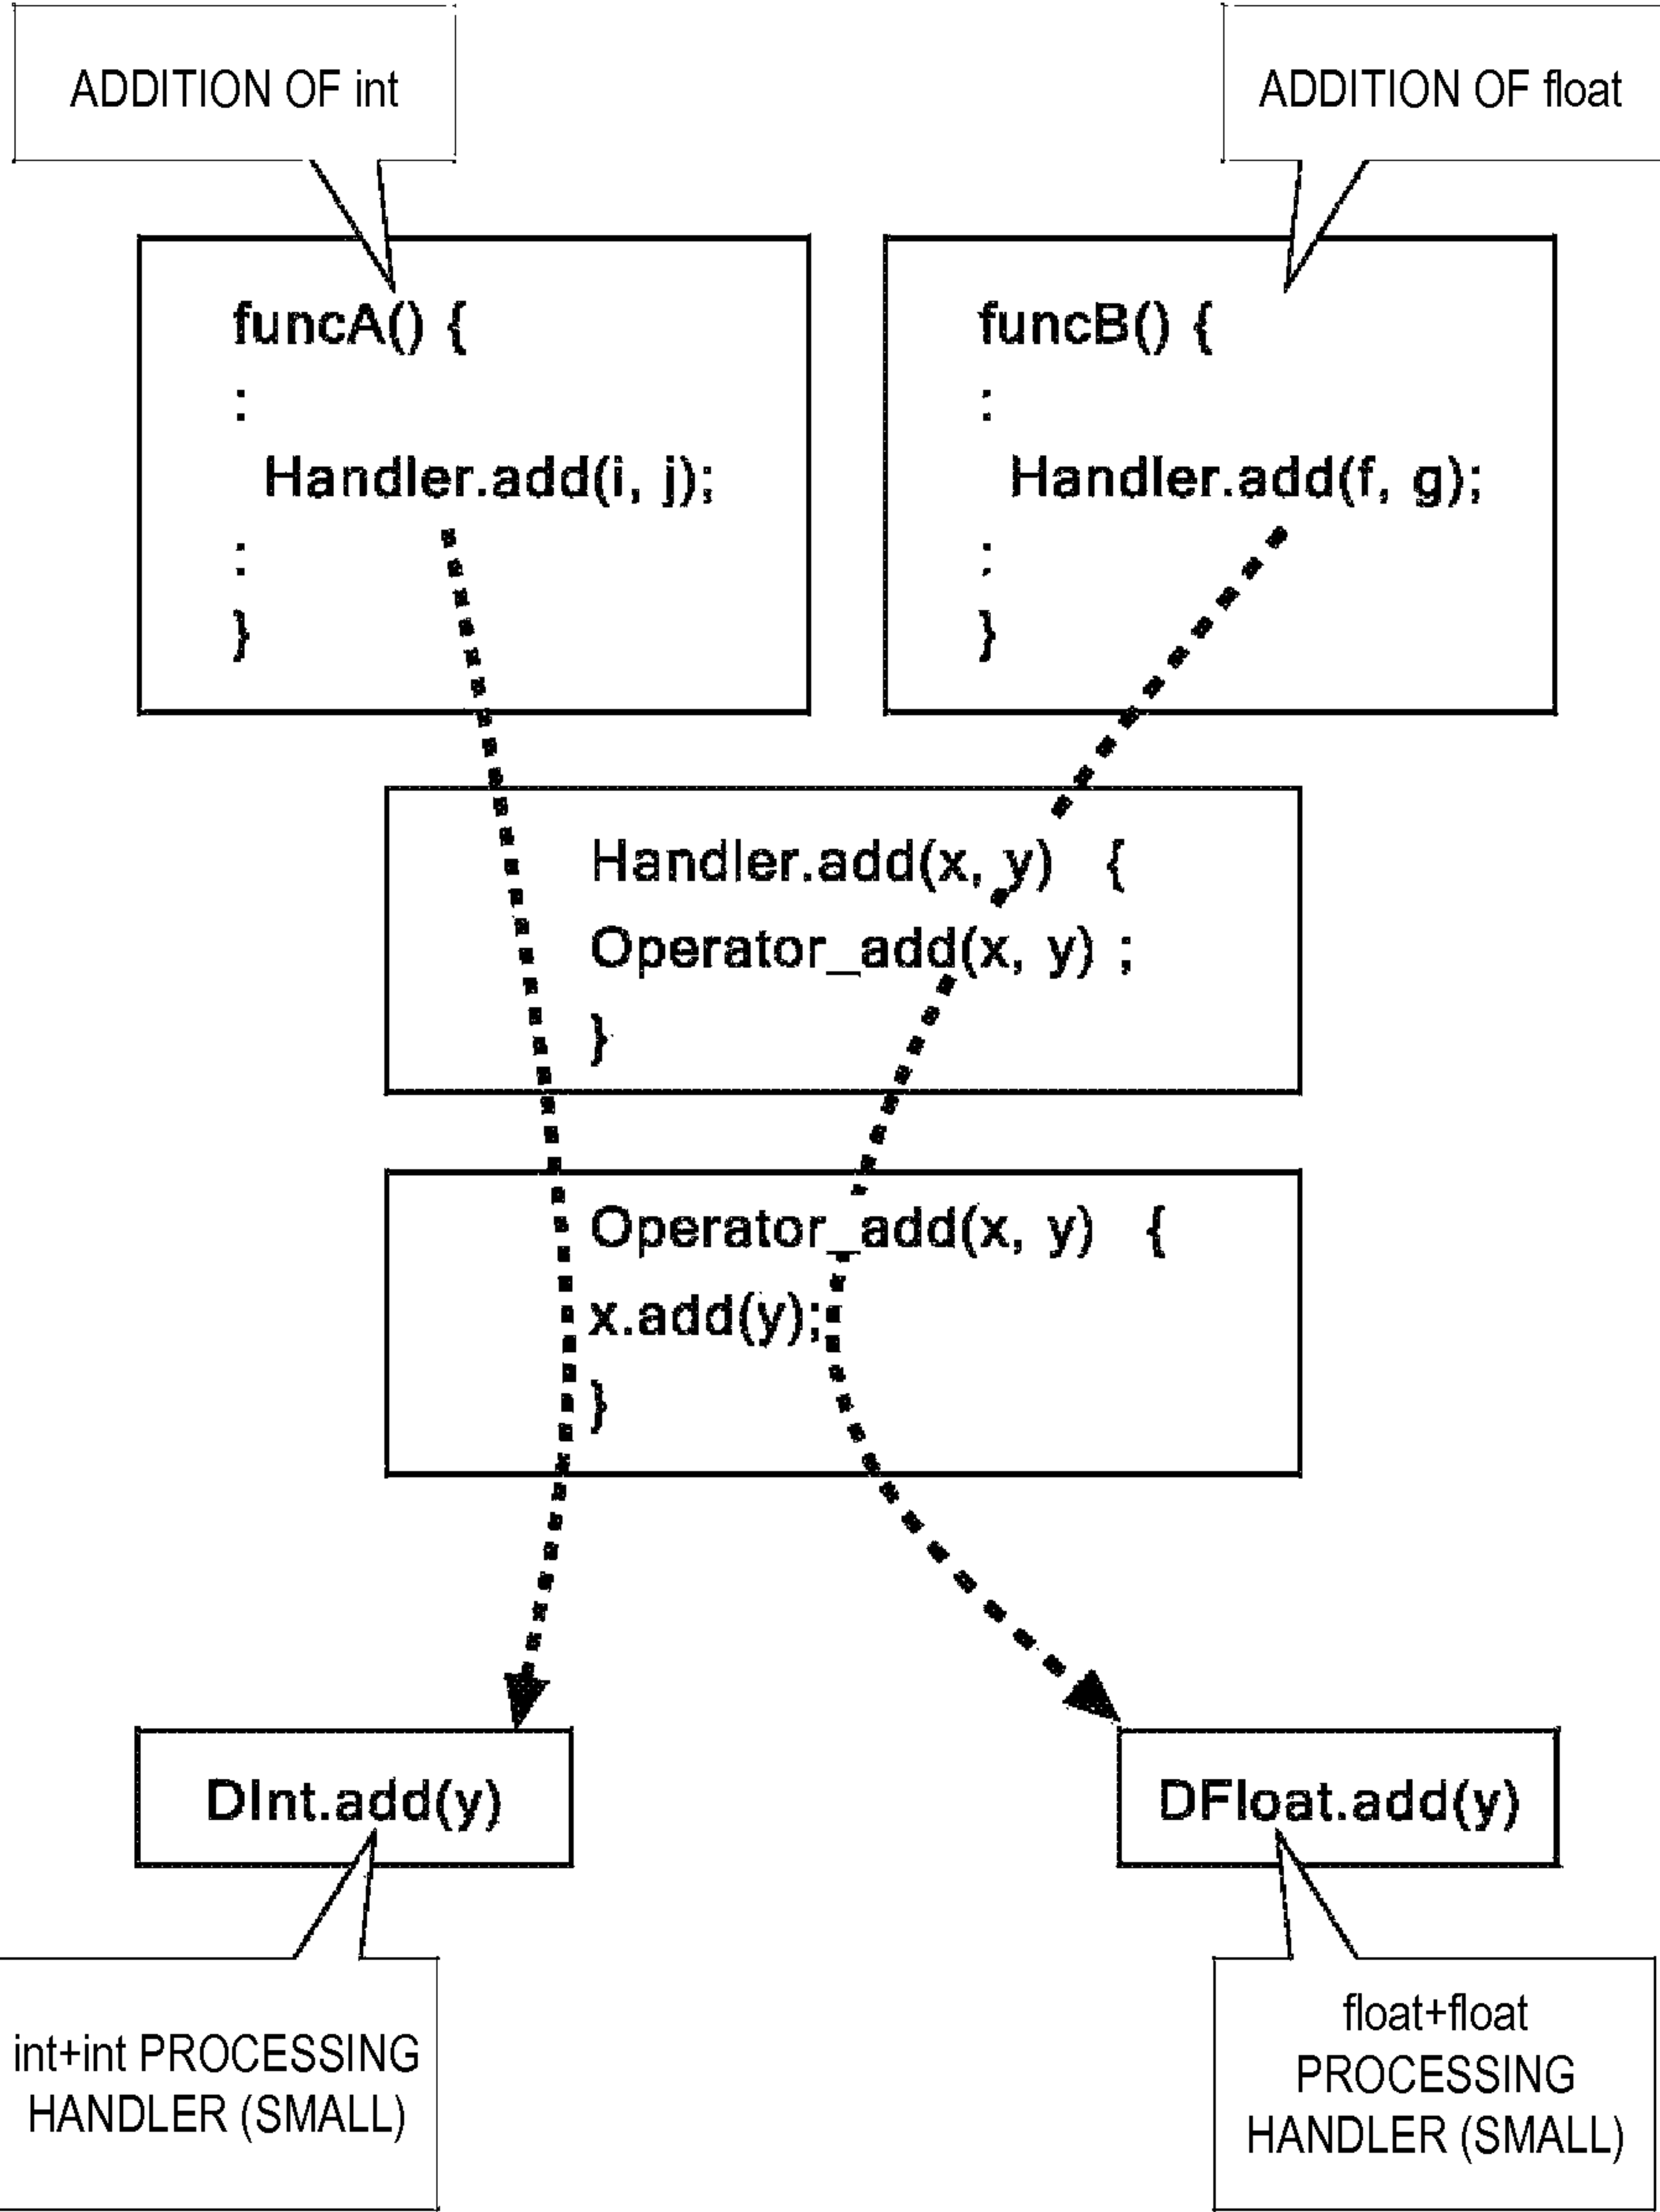 ADDITION OF int
ADDITION OF float
funcA() {
:
Handler.add(i, j);
:
}
funcB() {
:
Handler.add(f, g);
:
}
Handler.add(x, y) {
Operator_add(x, y) ;
}
Operator_add(x, y) {
x.add(y);
}
DInt.add(y)
DFloat.add(y)
int+int PROCESSING
HANDLER (SMALL)
float+float
PROCESSING
HANDLER (SMALL)